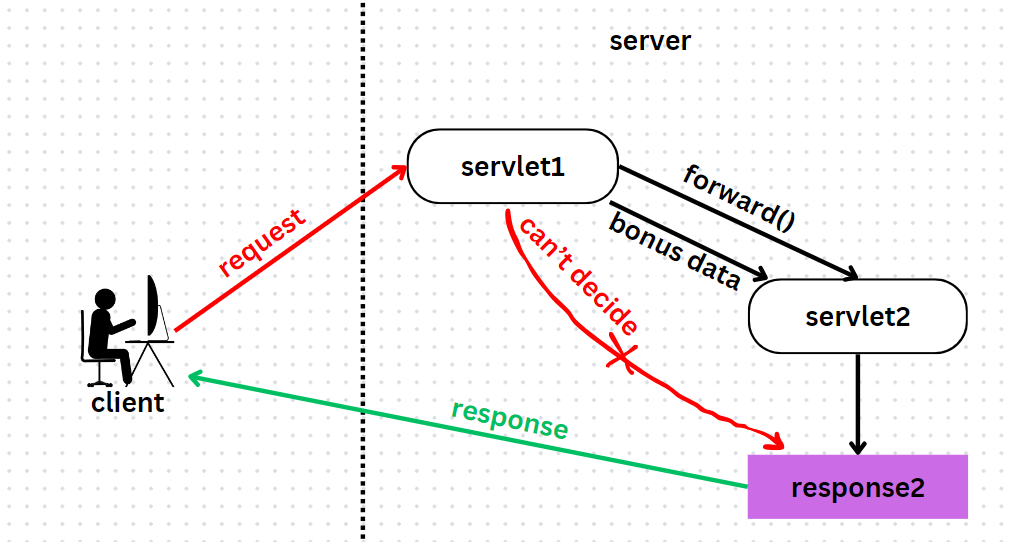 server
servlet1
forward()
bonus data
request
can't decide
servlet2
client
response
response2